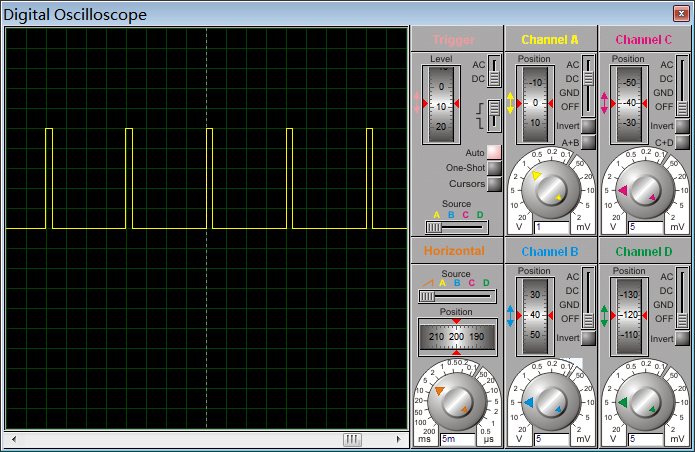 Digital Oscilloscope
Trigger
Level
AC
DC
0
10
20
Auto
One-Shot
Cursors
Source
A B C D
Channel A
Position
AC
DC
GND
OFF
-10
0
10
Invert
A+B
2 1 0.5 0.2 0.1
5 50
10 20
20 10
5
2
V 1 mV
Channel C
Position
AC
DC
GND
OFF
-50
-40
-30
Invert
C+D
2 1 0.5 0.2 0.1
5 50
10 20
20 10
5
2
V 5 mV
Horizontal
Source
A B C D
Position
210 200 190
1 0.5 0.2 0.1
2 50
5 20
10 10
20 5
50 2
100 1
200 0.5
ms 5m µs
Channel B
Position
AC
DC
GND
OFF
30
40
50
Invert
2 1 0.5 0.2 0.1
5 50
10 20
20 10
5
2
V 5 mV
Channel D
Position
AC
DC
GND
OFF
-130
-120
-110
Invert
2 1 0.5 0.2 0.1
5 50
10 20
20 10
5
2
V 5 mV